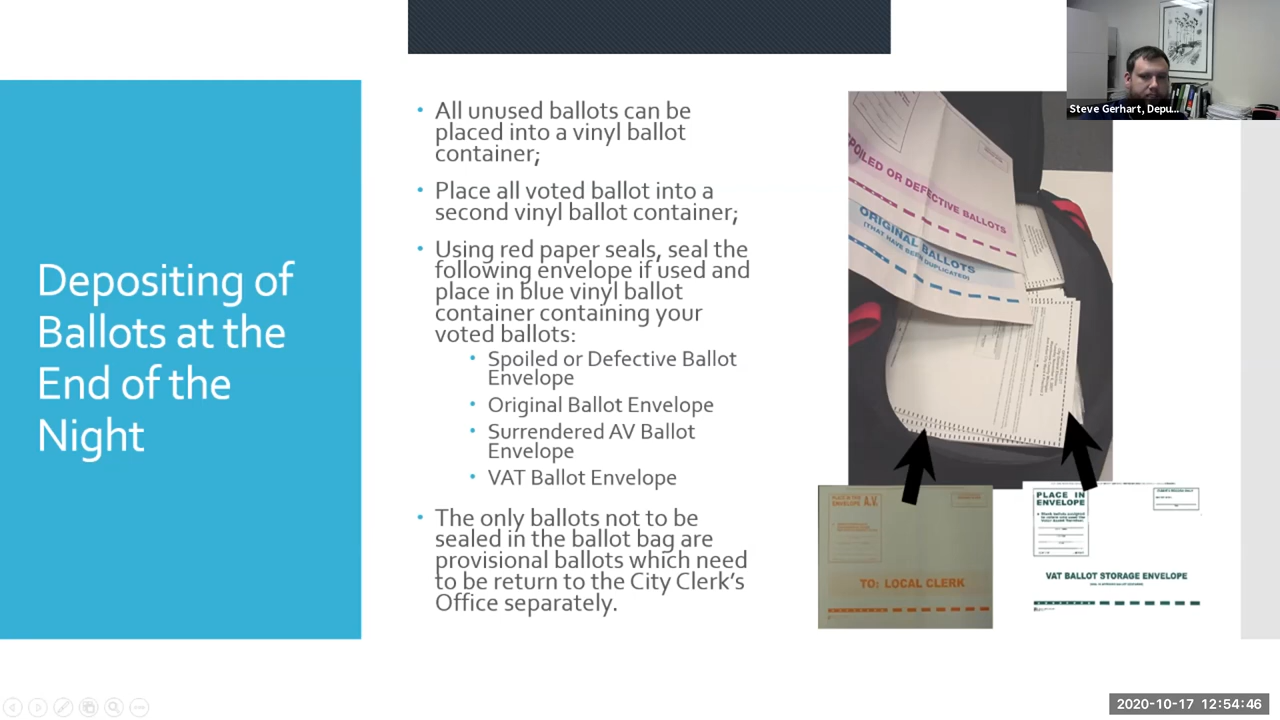 Depositing of
Ballots at the
End of the
Night
All unused ballots can be
placed into a vinyl ballot
container;
Place all voted ballot into a
second vinyl ballot container;
Using red paper seals, seal the
following envelope if used and
place in blue vinyl ballot
container containing your
voted ballots:
Spoiled or Defective Ballot
Envelope
Original Ballot Envelope
Surrendered AV Ballot
Envelope
VAT Ballot Envelope
The only ballots not to be
sealed in the ballot bag are
provisional ballots which need
to be return to the City Clerk's
Office separately.
Steve Gerhart, Depu...
SPOILED OR DEFECTIVE BALLOTS
ORIGINAL BALLOTS
(THAT HAVE BEEN DUPLICATED)
A.V.
TO: LOCAL CLERK
PLACE IN
ENVELOPE
VAT BALLOT STORAGE ENVELOPE
2020-10-17 12:54:46